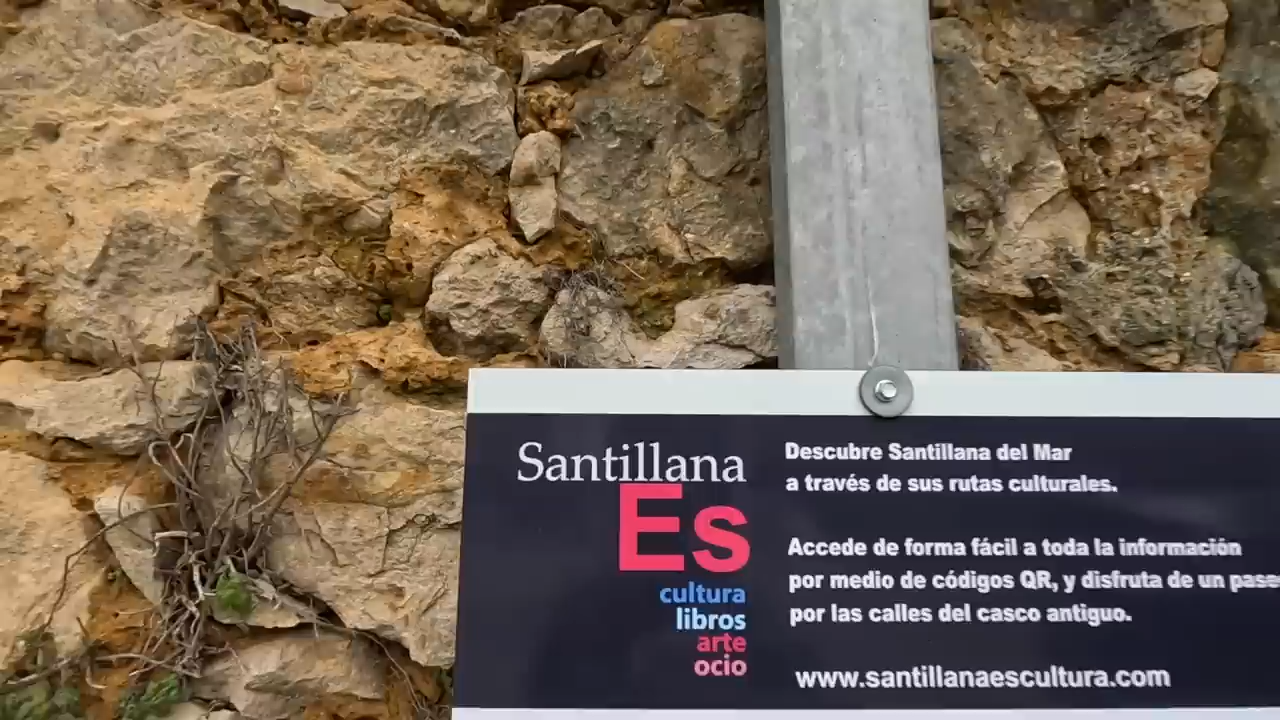 Santillana
Es
cultura
libros
arte
ocio
Descubre Santillana del Mar
a través de sus rutas culturales.
Accede de forma fácil a toda la información
por medio de códigos QR, y disfruta de un
por las calles del casco antiguo.
www.santillanaescultura.com